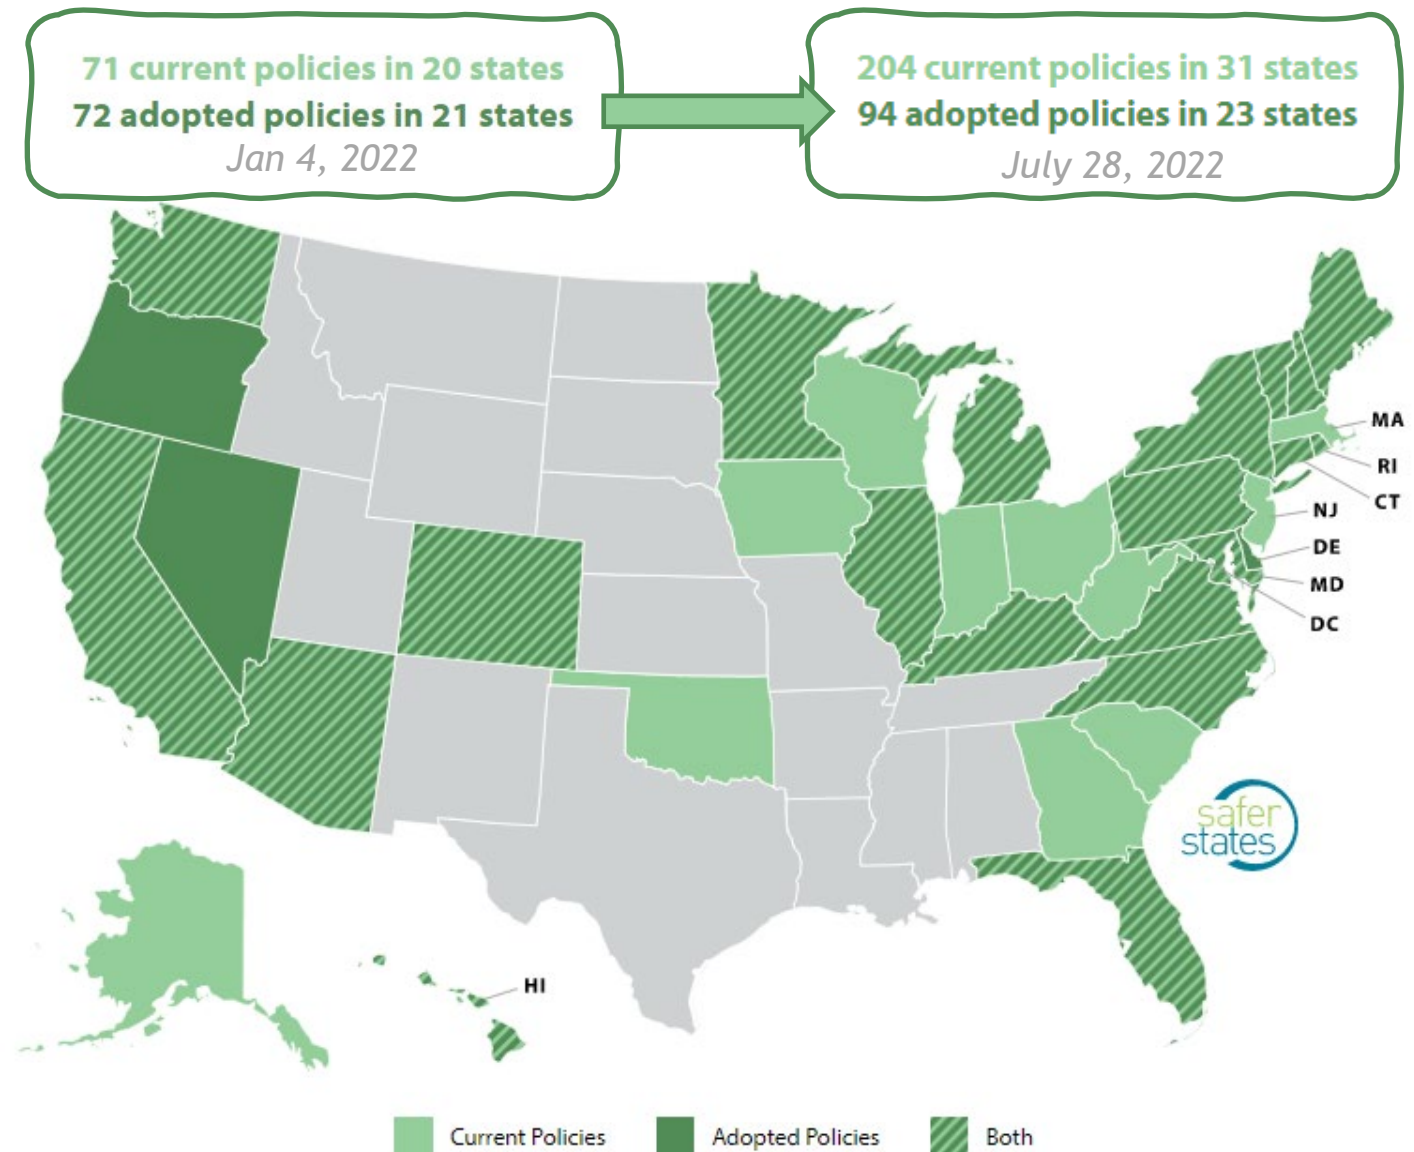 71 current policies in 20 states
72 adopted policies in 21 states
Jan 4, 2022
204 current policies in 31 states
94 adopted policies in 23 states
July 28, 2022
MA
RI
CT
NJ
DE
MD
DC
safer
states
HI
Current Policies
Adopted Policies
Both